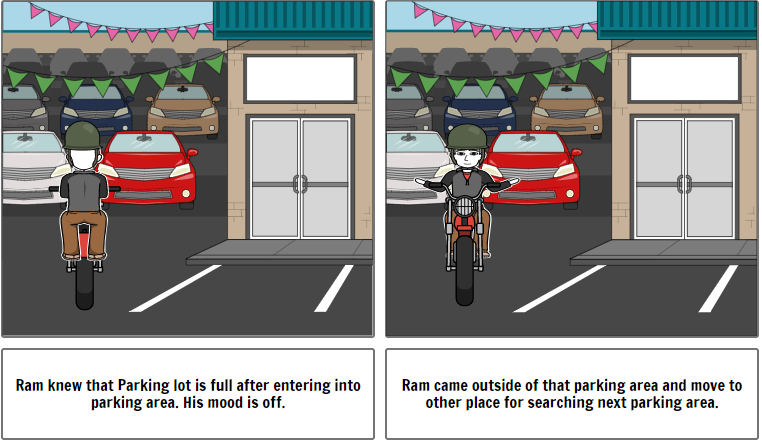 Ram knew that Parking lot is full after entering into
parking area. His mood is off.
Ram came outside of that parking area and move to
other place for searching next parking area.